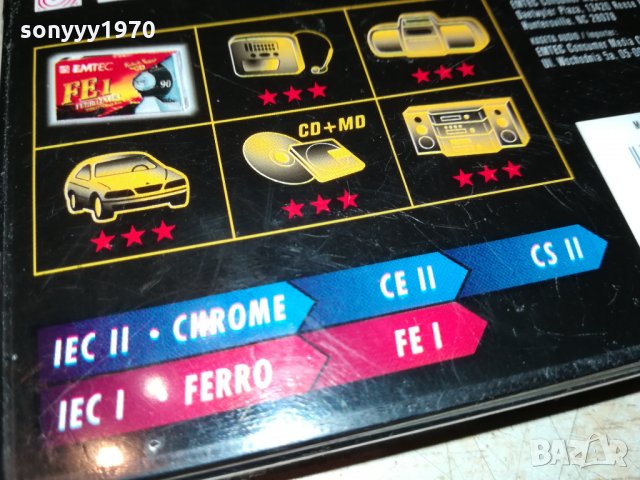 sonyyy1970
EMTEC
FE I
90
CD+MD
IEC II · CHROME CE II CS II
IEC I · FERRO FE I
BAZAR